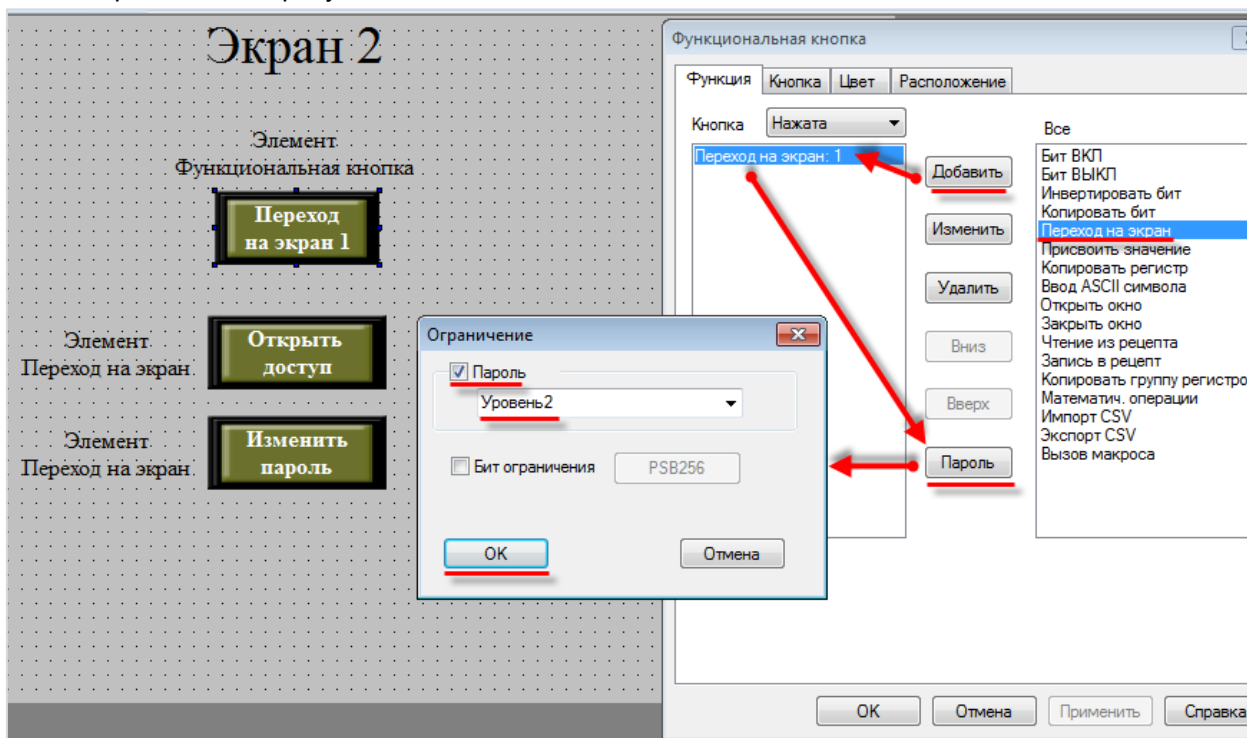 Экран 2
Элемент
Функциональная кнопка
Переход
на экран 1
Элемент
Переход на экран
Открыть
доступ
Элемент
Переход на экран
Изменить
пароль
Функциональная кнопка
Функция Кнопка Цвет Расположение
Кнопка Нажата
Все
Переход на экран: 1
Добавить
Изменить
Удалить
Вниз
Вверх
Пароль
Бит ВКЛ
Бит ВЫКЛ
Инвертировать бит
Копировать бит
Переход на экран
Присвоить значение
Копировать регистр
Ввод ASCII символа
Открыть окно
Закрыть окно
Чтение из рецепта
Запись в рецепт
Копировать группу регистро
Математич. операции
Импорт CSV
Экспорт CSV
Вызов макроса
Ограничение
Пароль
Уровень2
Бит ограничения PSB256
OK Отмена
OK Отмена Применить Справка